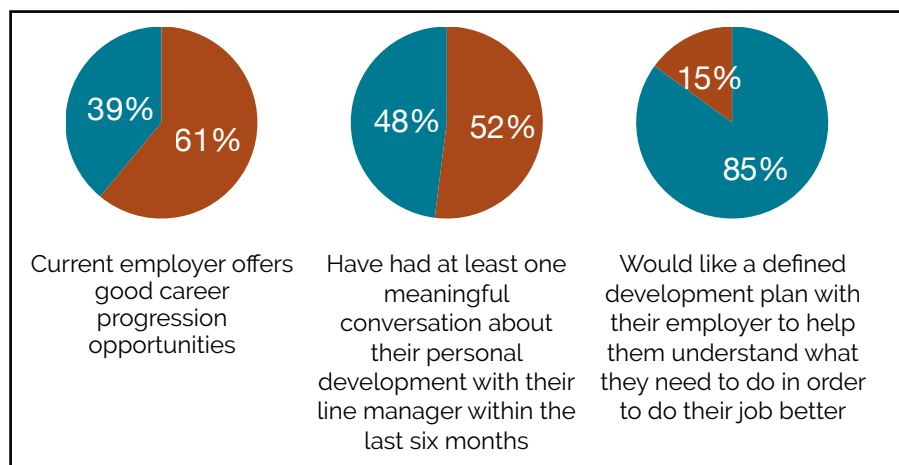 39%
61%
48%
52%
15%
85%
Current employer offers
good career
progression
opportunities
Have had at least one
meaningful
conversation about
their personal
development with their
line manager within the
last six months
Would like a defined
development plan with
their employer to help
them understand what
they need to do in order
to do their job better